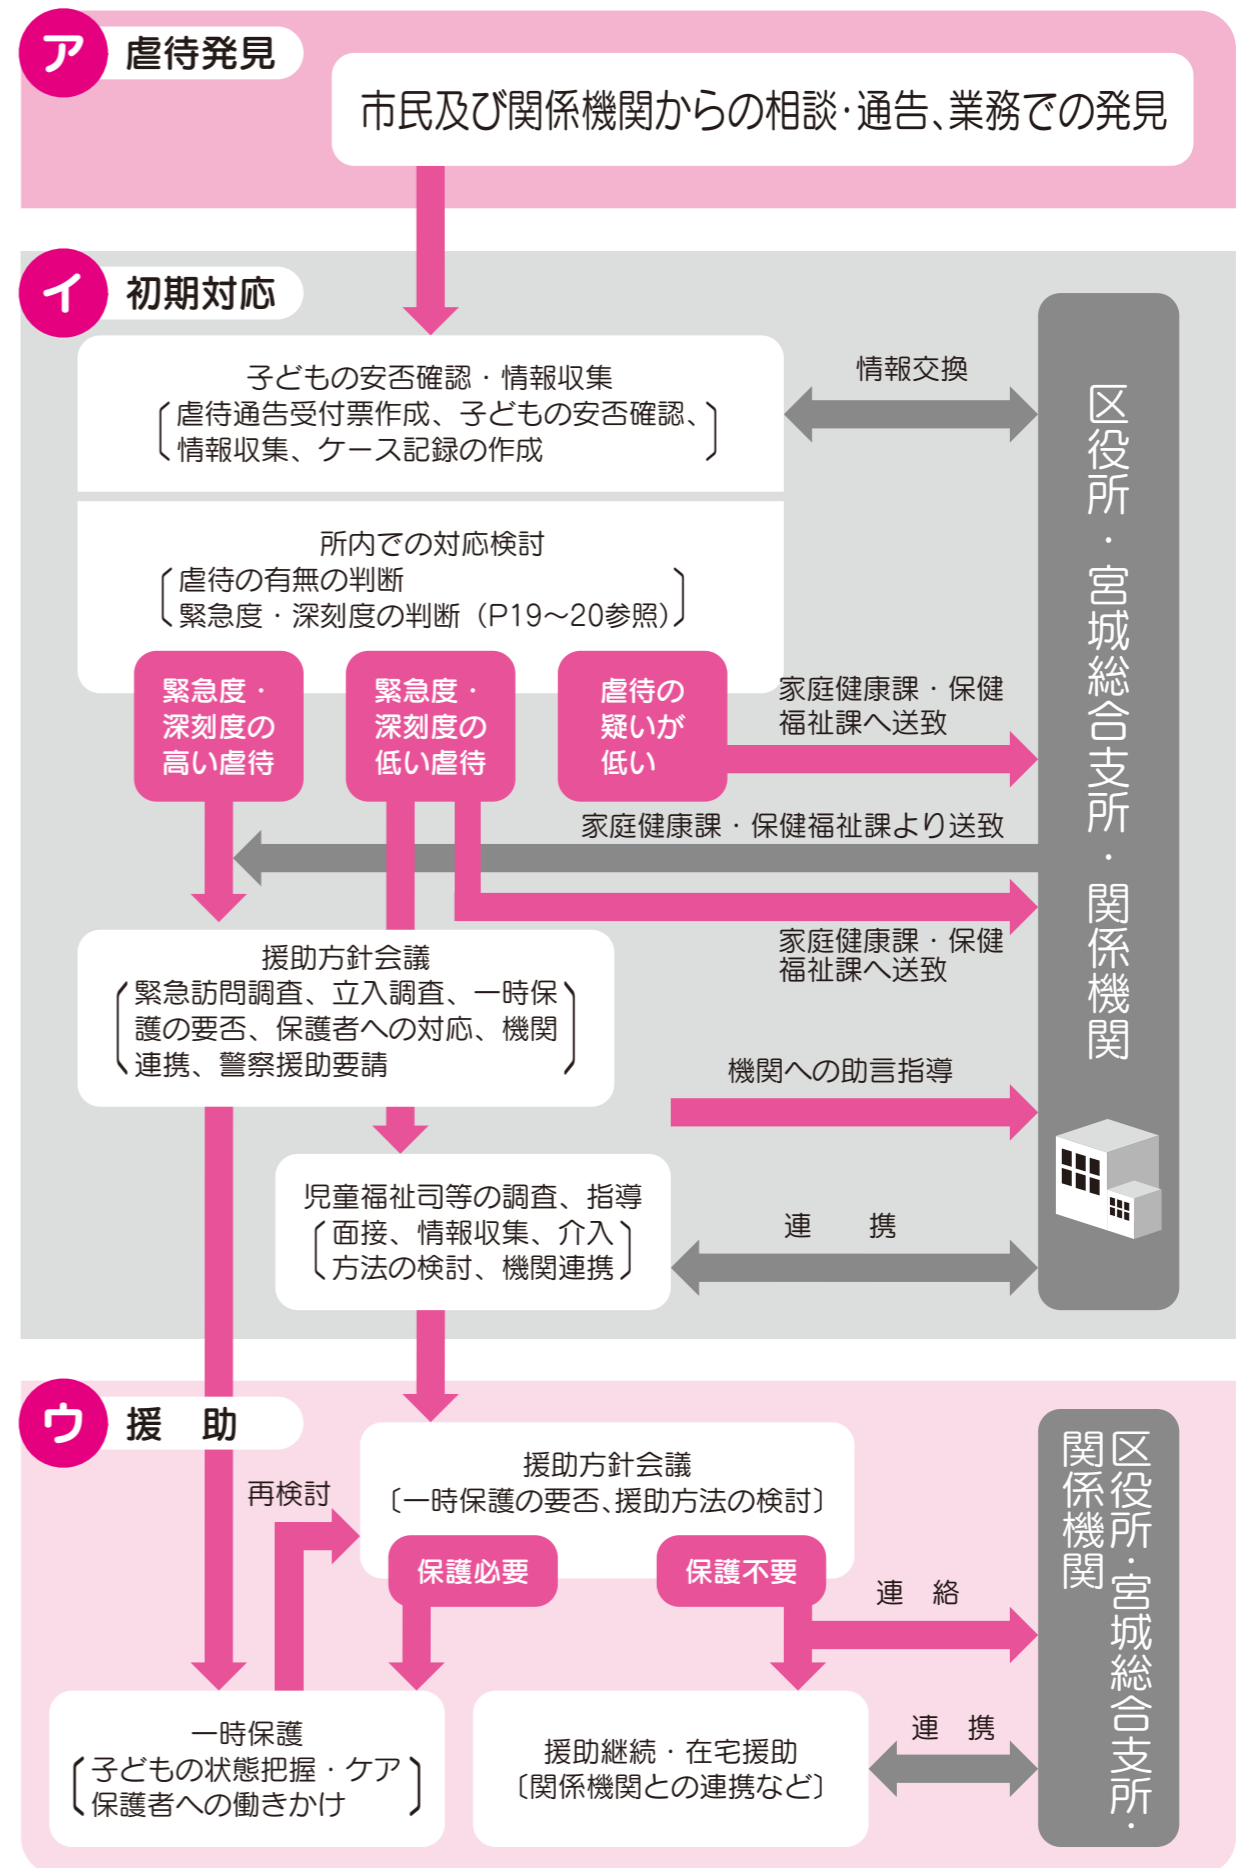 ア 虐待発見
市民及び関係機関からの相談・通告、業務での発見
イ 初期対応
子どもの安否確認・情報収集
虐待通告受付票作成、子どもの安否確認、
情報収集、ケース記録の作成
情報交換
所内での対応検討
虐待の有無の判断
緊急度・深刻度の判断（P19〜20参照）
緊急度・
深刻度の
高い虐待
緊急度・
深刻度の
低い虐待
虐待の
疑いが
低い
家庭健康課・保健
福祉課へ送致
家庭健康課・保健福祉課より送致
家庭健康課・保健
福祉課へ送致
援助方針会議
緊急訪問調査、立入調査、一時保
護の要否、保護者への対応、機関
連携、警察援助要請
機関への助言指導
児童福祉司等の調査、指導
面接、情報収集、介入
方法の検討、機関連携
連　携
区役所・宮城総合支所・関係機関
ウ 援　助
再検討
援助方針会議
〔一時保護の要否、援助方法の検討〕
保護必要
保護不要
連　絡
一時保護
子どもの状態把握・ケア
保護者への働きかけ
援助継続・在宅援助
〔関係機関との連携など〕
連　携
区役所・宮城総合支所・
関係機関